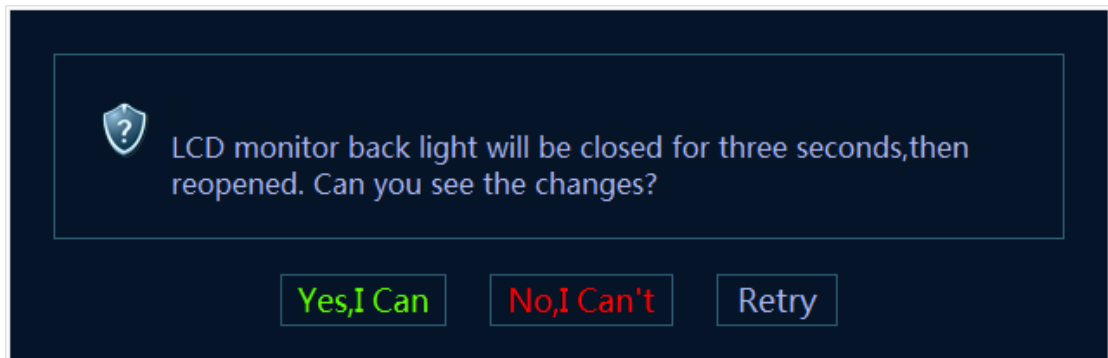 ?
LCD monitor back light will be closed for three seconds,then
reopened. Can you see the changes?
Yes,I Can
No,I Can't
Retry